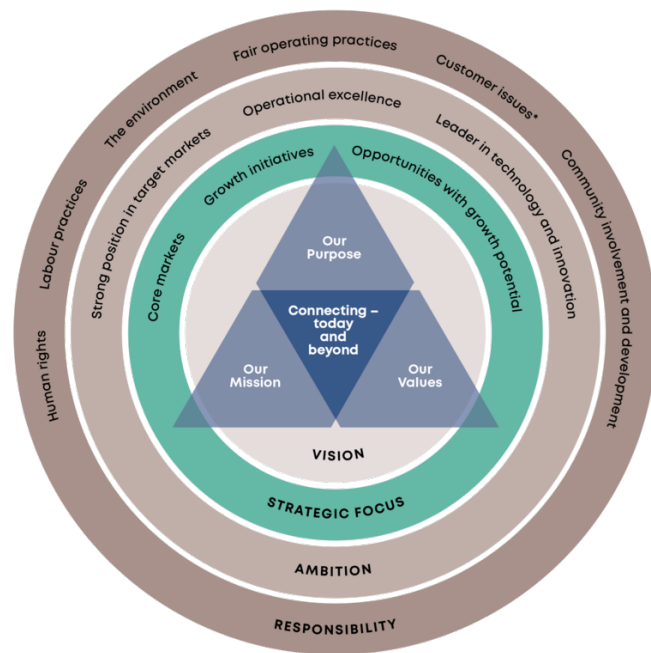 Human rights
Labour practices
The environment
Fair operating practices
Customer issues*
Community involvement and development
Strong position in target markets
Operational excellence
Leader in technology and innovation
Core markets
Growth initiatives
Opportunities with growth potential
Our
Purpose
Connecting –
today
and
beyond
Our
Mission
Our
Values
VISION
STRATEGIC FOCUS
AMBITION
RESPONSIBILITY